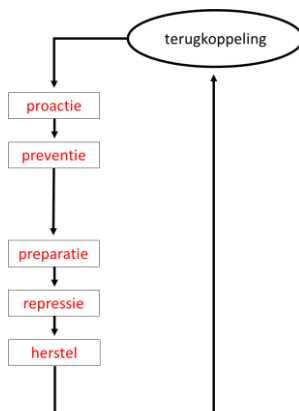 terugkoppeling
proactie
preventie
preparatie
repressie
herstel